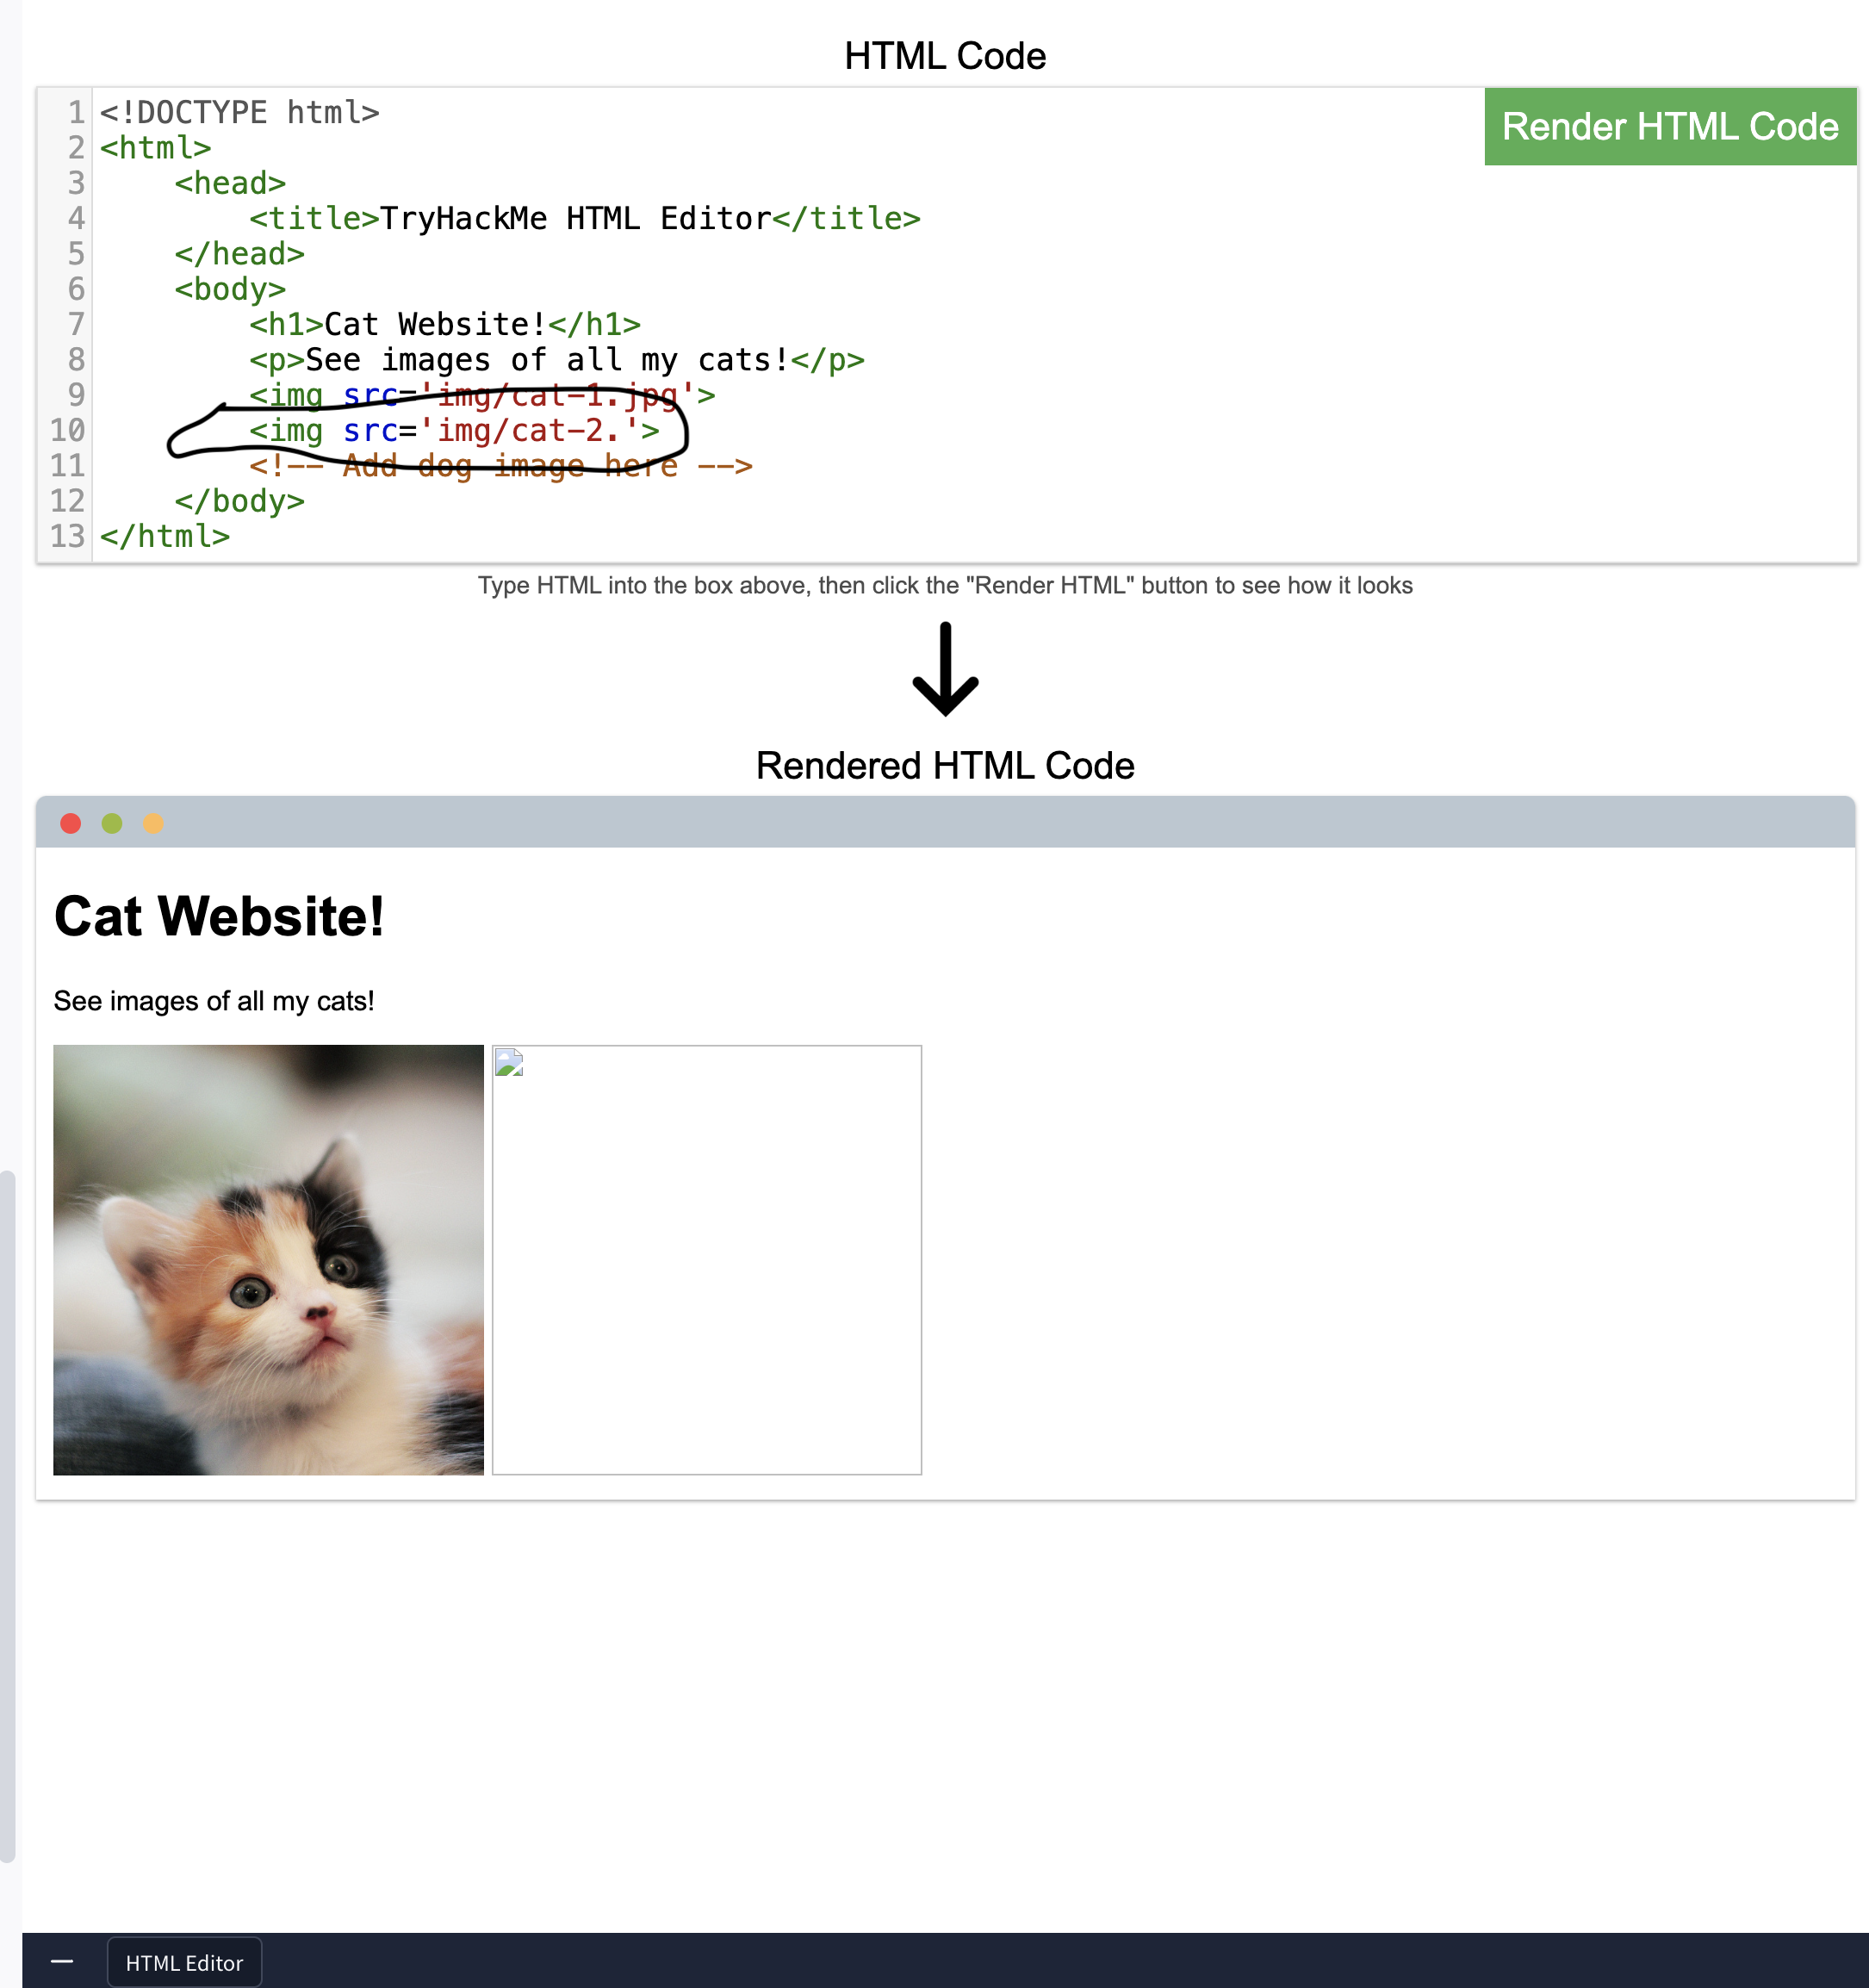 HTML Code
Render HTML Code
1 <!DOCTYPE html>
2 <html>
3     <head>
4         <title>TryHackMe HTML Editor</title>
5     </head>
6     <body>
7         <h1>Cat Website!</h1>
8         <p>See images of all my cats!</p>
9         <img src='img/cat-1.jpg'>
10         <img src='img/cat-2.'>
11         <!-- Add dog image here -->
12     </body>
13 </html>
Type HTML into the box above, then click the "Render HTML" button to see how it looks
Rendered HTML Code
Cat Website!
See images of all my cats!
HTML Editor